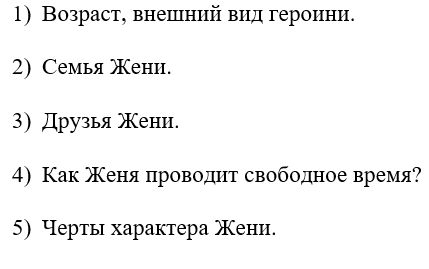 1) Возраст, внешний вид героини.
2) Семья Жени.
3) Друзья Жени.
4) Как Женя проводит свободное время?
5) Черты характера Жени.